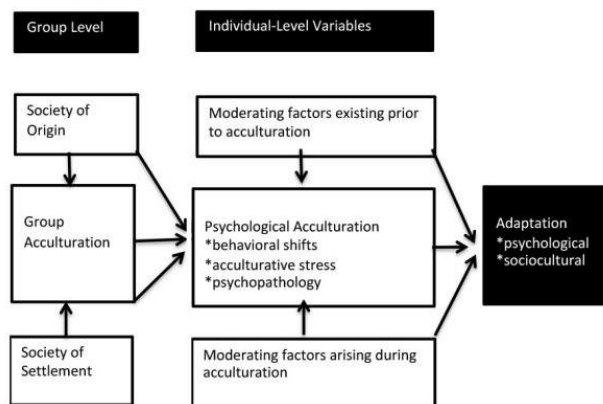 Group Level
Individual-Level Variables
Society of
Origin
Moderating factors existing prior
to acculturation
Group
Acculturation
Psychological Acculturation
*behavioral shifts
*acculturative stress
*psychopathology
Adaptation
*psychological
*sociocultural
Society of
Settlement
Moderating factors arising during
acculturation